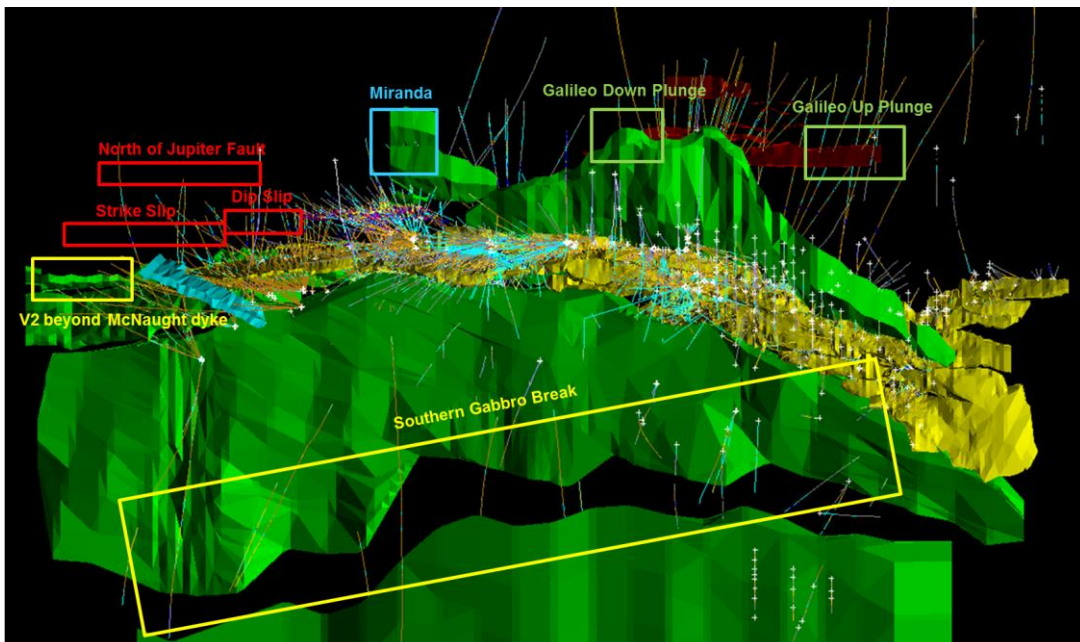 Miranda
Galileo Down Plunge
Galileo Up Plunge
North of Jupiter Fault
Dip Slip
Strike Slip
V2 beyond McNaught dyke
Southern Gabbro Break